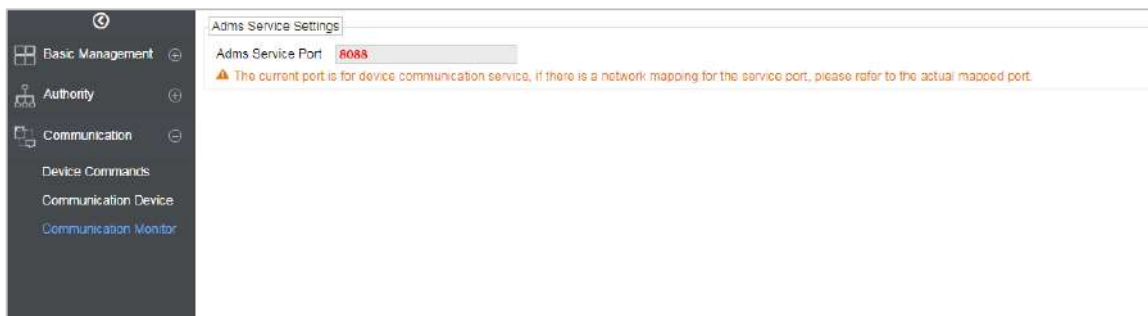 Basic Management
Authority
Communication
Device Commands
Communication Device
Communication Monitor
Adms Service Settings
Adms Service Port 8088
The current port is for device communication service, if there is a network mapping for the service port, please refer to the actual mapped port.